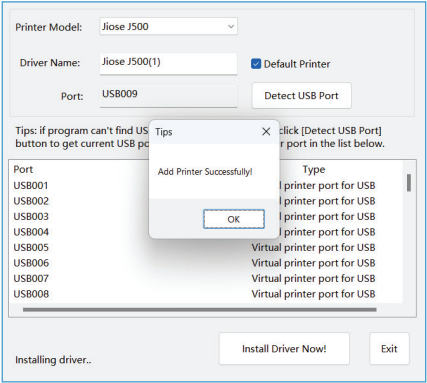 Printer Model: Jiose J500
Driver Name: Jiose J500(1) Default Printer
Port: USB009 Detect USB Port
Tips: if program can't find US click [Detect USB Port]
button to get current USB po r port in the list below.
Tips
Add Printer Successfully!
OK
Port Type
USB001 l printer port for USB
USB002 l printer port for USB
USB003 l printer port for USB
USB004 l printer port for USB
USB005 Virtual printer port for USB
USB006 Virtual printer port for USB
USB007 Virtual printer port for USB
USB008 Virtual printer port for USB
Install Driver Now! Exit
Installing driver..